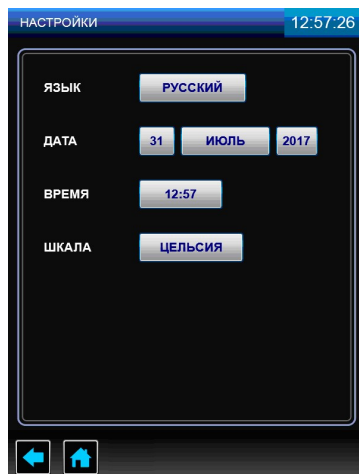 НАСТРОЙКИ 12:57:26
ЯЗЫК РУССКИЙ
ДАТА 31 ИЮЛЬ 2017
ВРЕМЯ 12:57
ШКАЛА ЦЕЛЬСИЯ